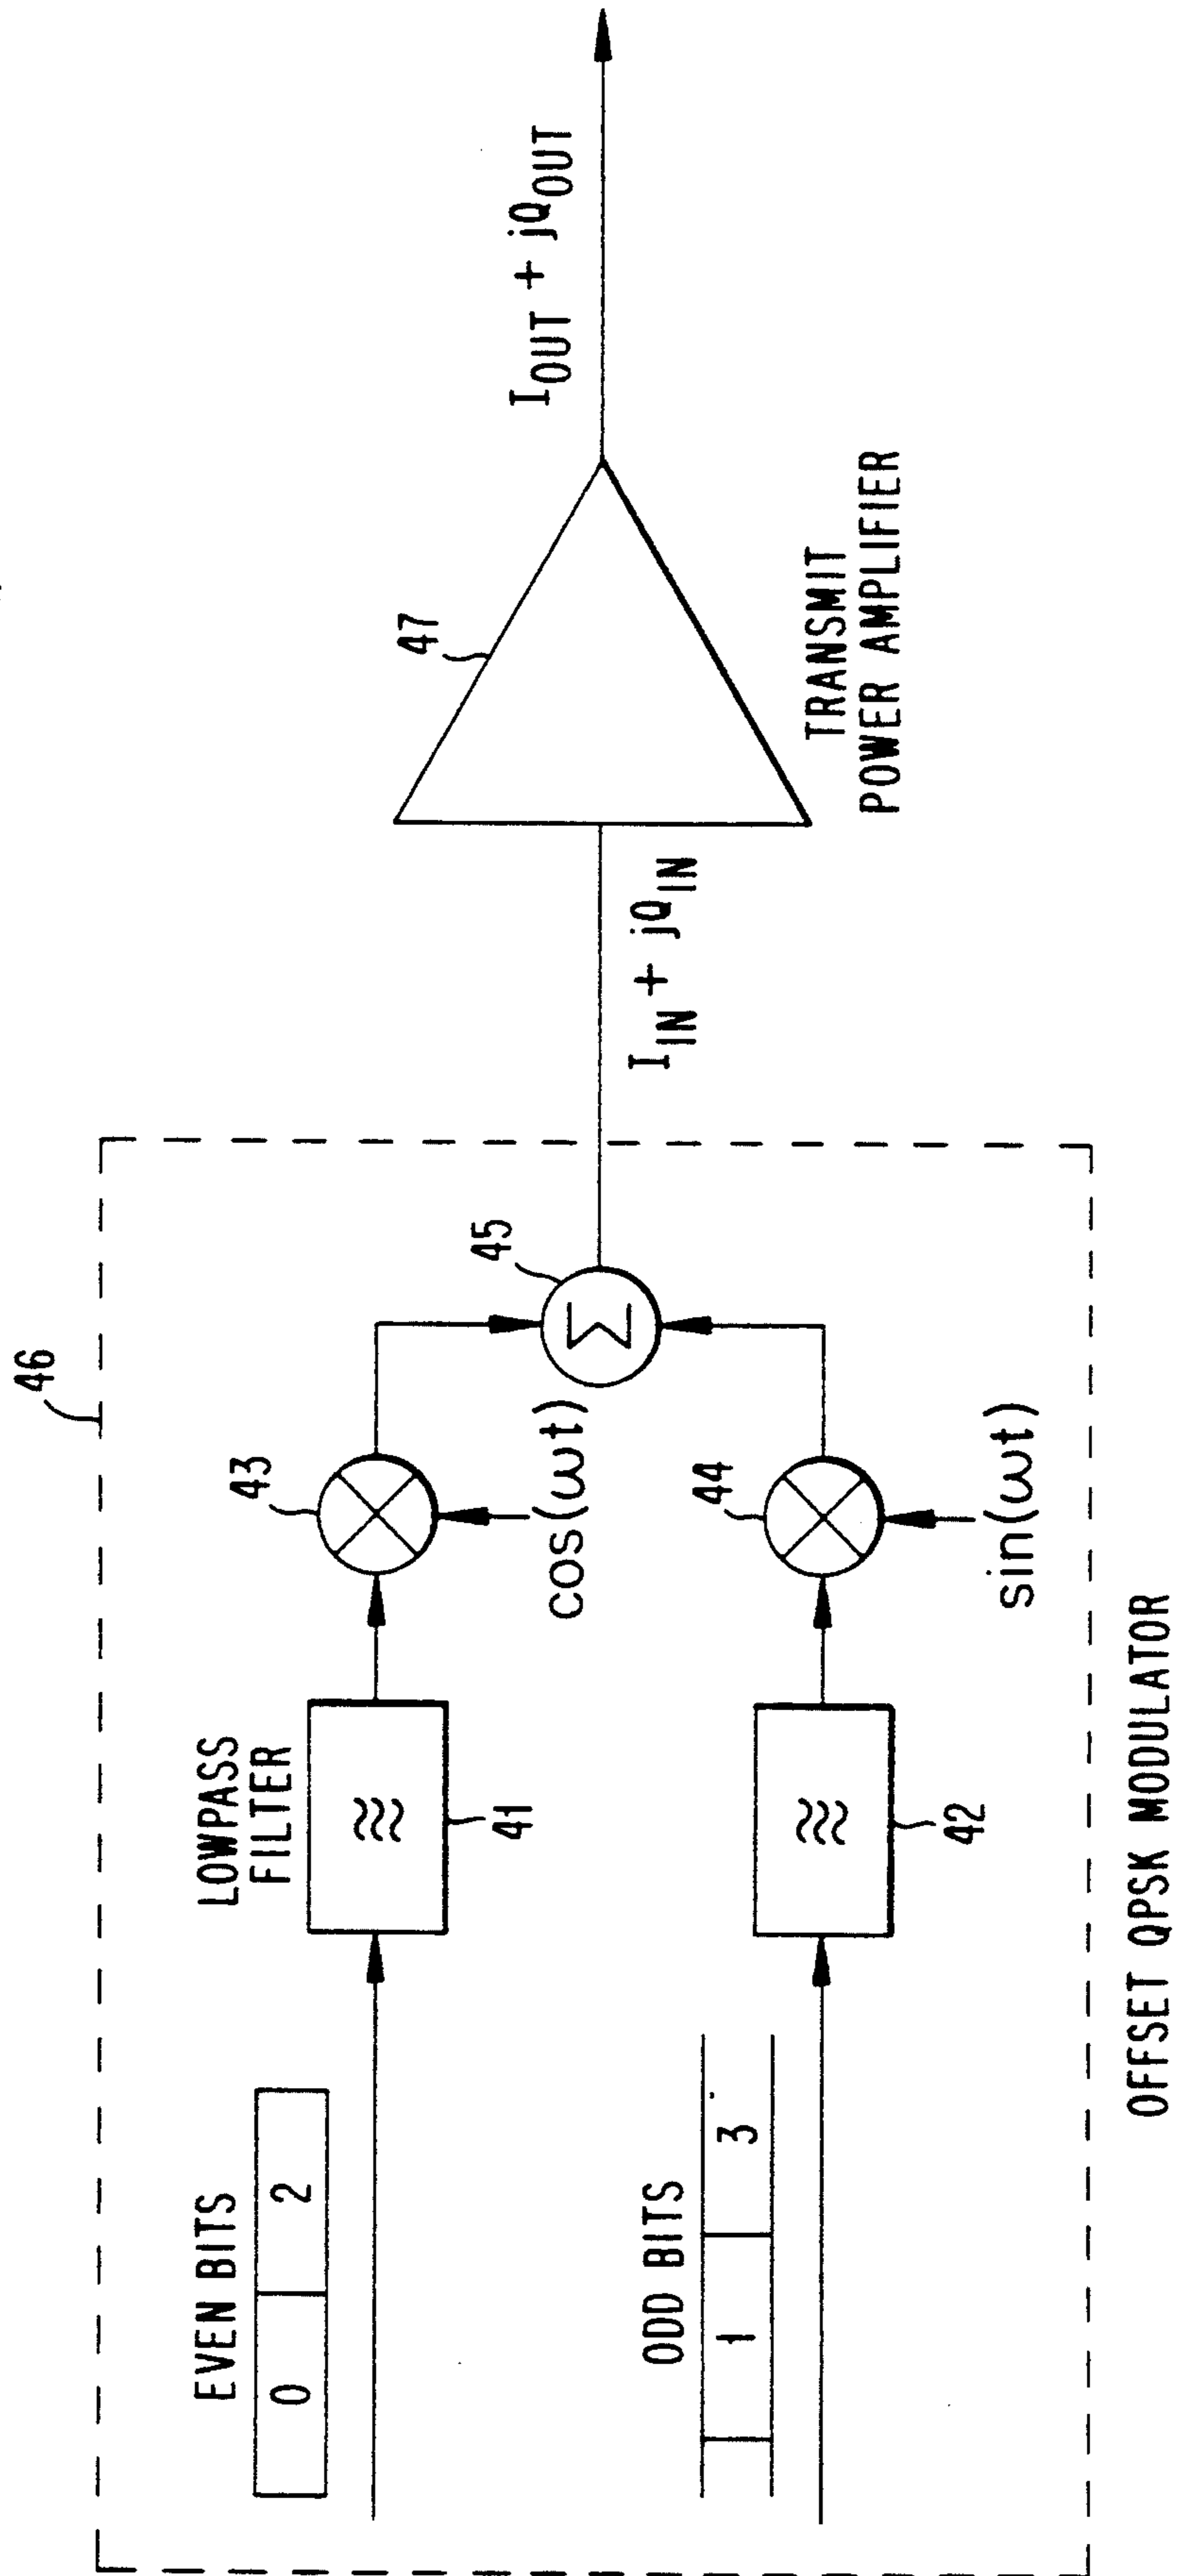 46
EVEN BITS
0 2
LOWPASS
FILTER
41
43
cos(ωt)
45
Σ
ODD BITS
1 3
42
44
sin(ωt)
OFFSET QPSK MODULATOR
I_IN + jQ_IN
47
TRANSMIT
POWER AMPLIFIER
I_OUT + jQ_OUT